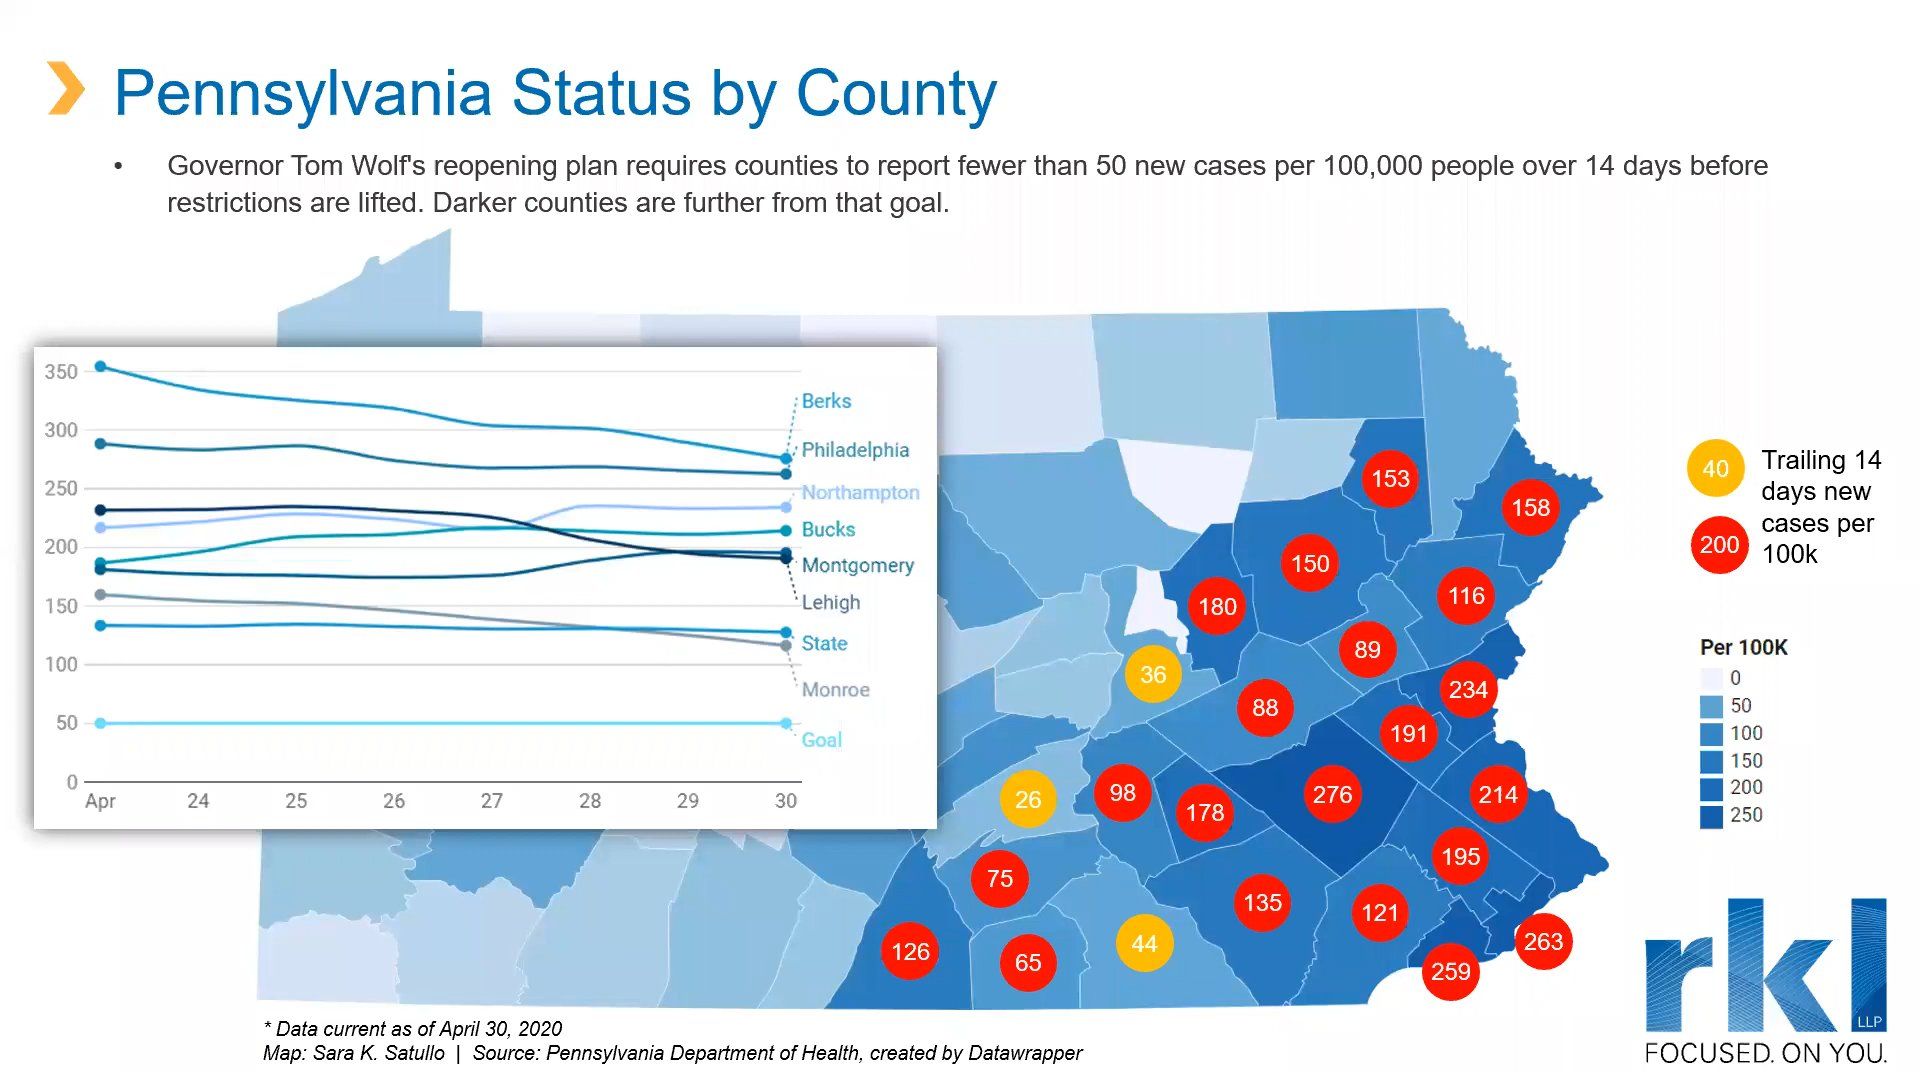 Pennsylvania Status by County
• Governor Tom Wolf's reopening plan requires counties to report fewer than 50 new cases per 100,000 people over 14 days before
restrictions are lifted. Darker counties are further from that goal.
350
300
250
200
150
100
50
0
Apr 24 25 26 27 28 29 30
Berks
Philadelphia
Northampton
Bucks
Montgomery
Lehigh
State
Monroe
Goal
153
158
150
180
116
89
36
234
88
191
26
98
178
276
214
195
75
135
121
126
65
44
259
263
40
200
Trailing 14
days new
cases per
100k
Per 100K
0
50
100
150
200
250
* Data current as of April 30, 2020
Map: Sara K. Satullo | Source: Pennsylvania Department of Health, created by Datawrapper
rkl
LLP
FOCUSED. ON YOU.